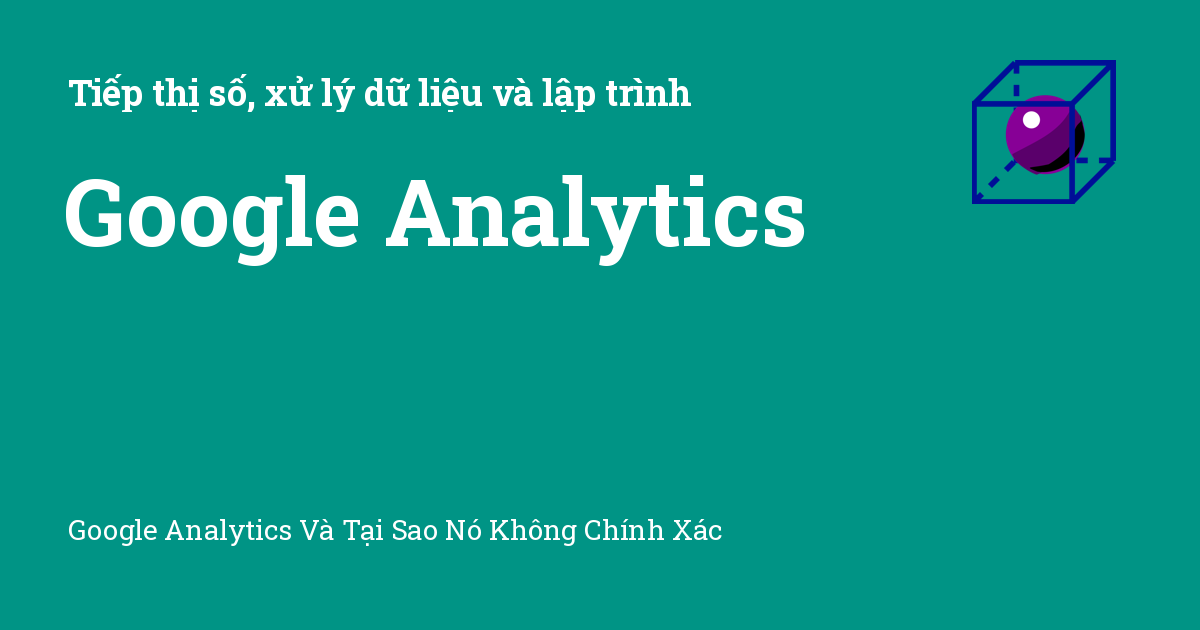 Tiếp thị số, xử lý dữ liệu và lập trình
Google Analytics
Google Analytics Và Tại Sao Nó Không Chính Xác